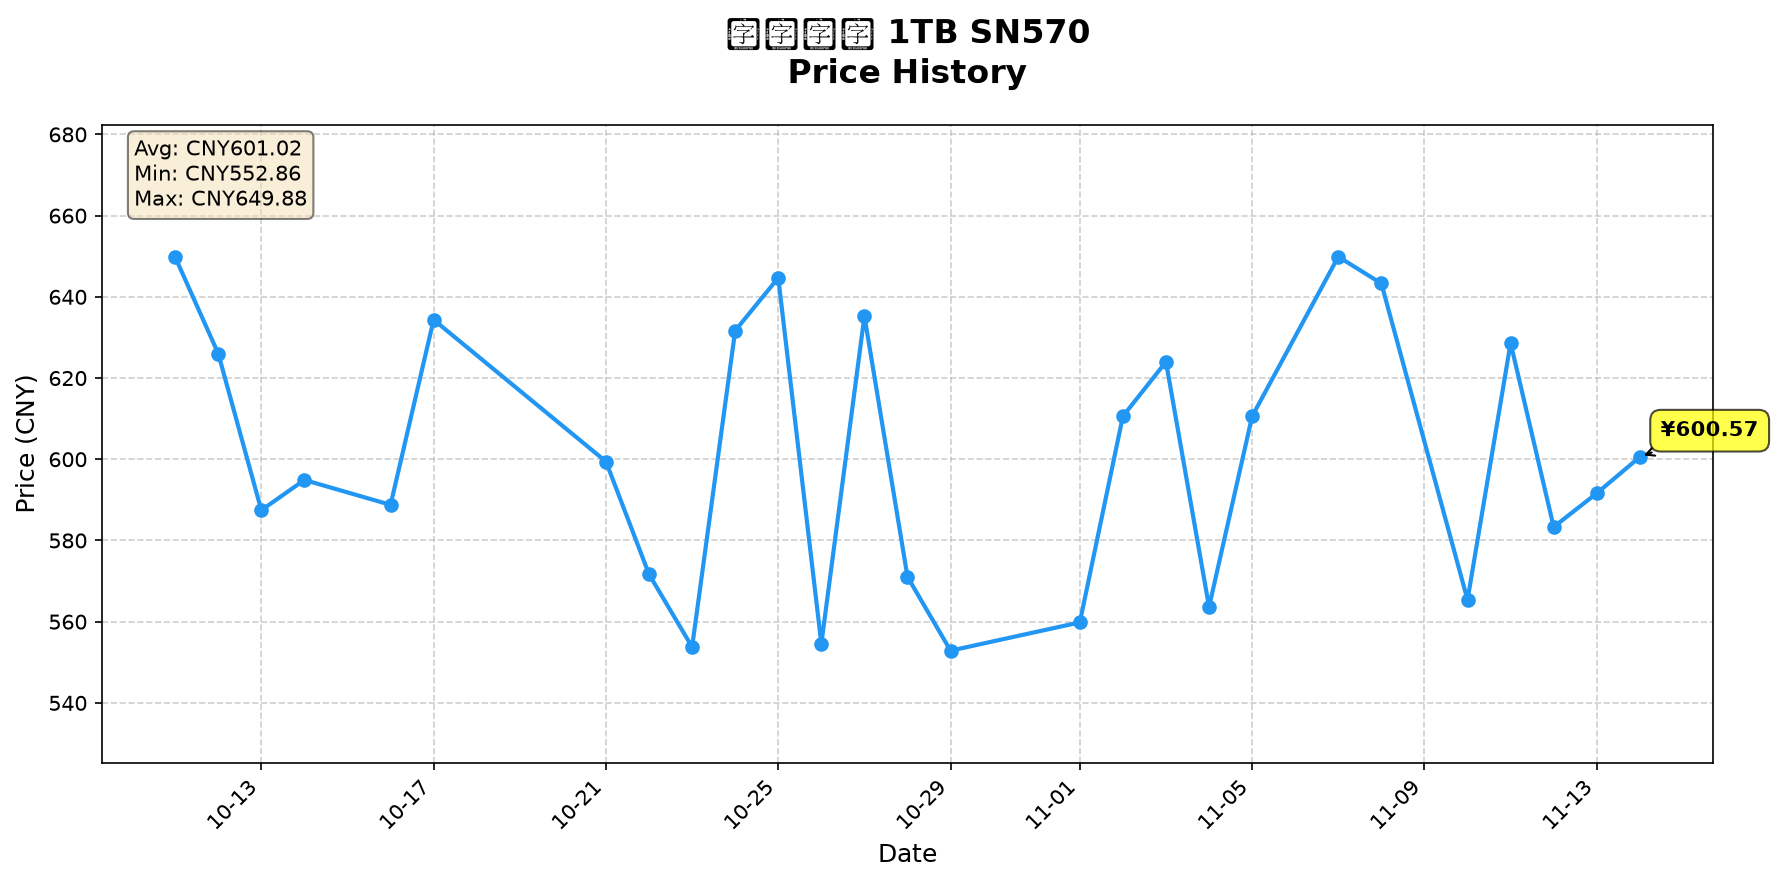 1TB SN570
Price History
Avg: CNY601.02
Min: CNY552.86
Max: CNY649.88
680
660
640
620
600
580
560
540
Price (CNY)
¥600.57
10-13
10-17
10-21
10-25
10-29
11-01
11-05
11-09
11-13
Date